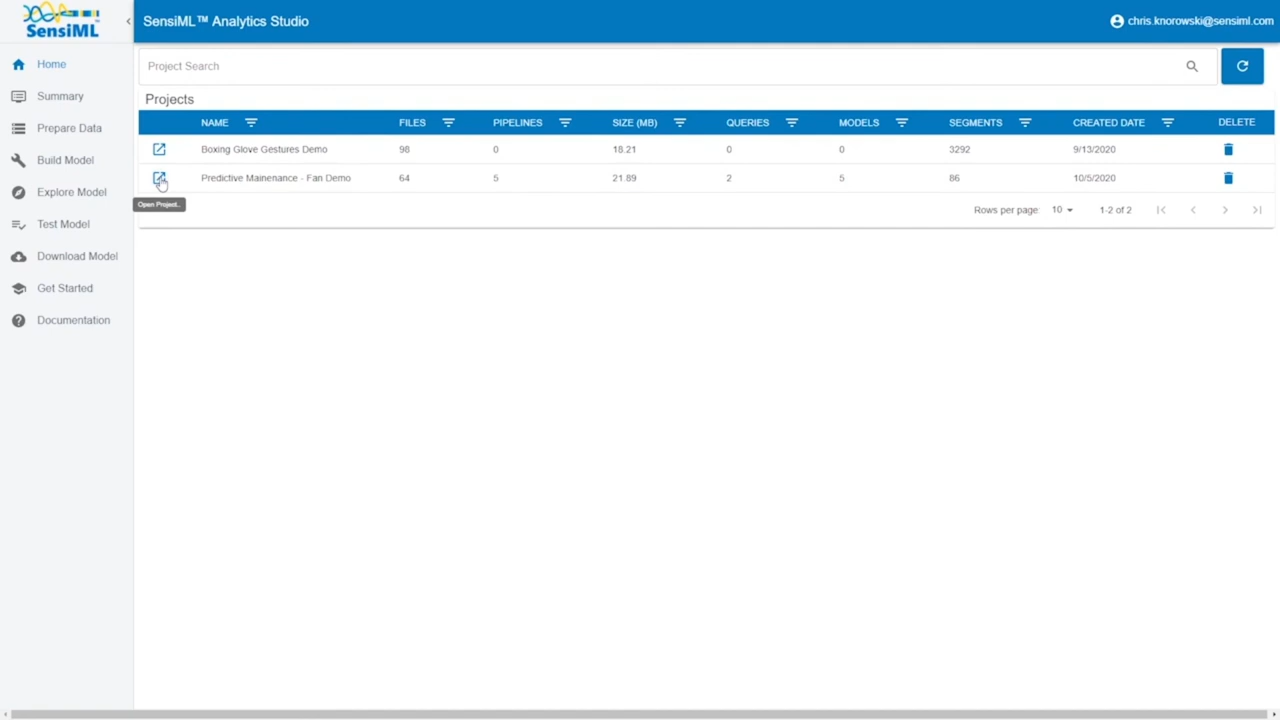 SensiML
SensiML™ Analytics Studio
chris.knorowski@sensiml.com
Home
Summary
Prepare Data
Build Model
Explore Model
Test Model
Download Model
Get Started
Documentation
Project Search
Projects
NAME FILES PIPELINES SIZE (MB) QUERIES MODELS SEGMENTS CREATED DATE DELETE
Boxing Glove Gestures Demo 98 0 18.21 0 0 3292 9/13/2020
Predictive Mainenance - Fan Demo 64 5 21.89 2 5 86 10/5/2020
Open Project..
Rows per page: 10 1-2 of 2